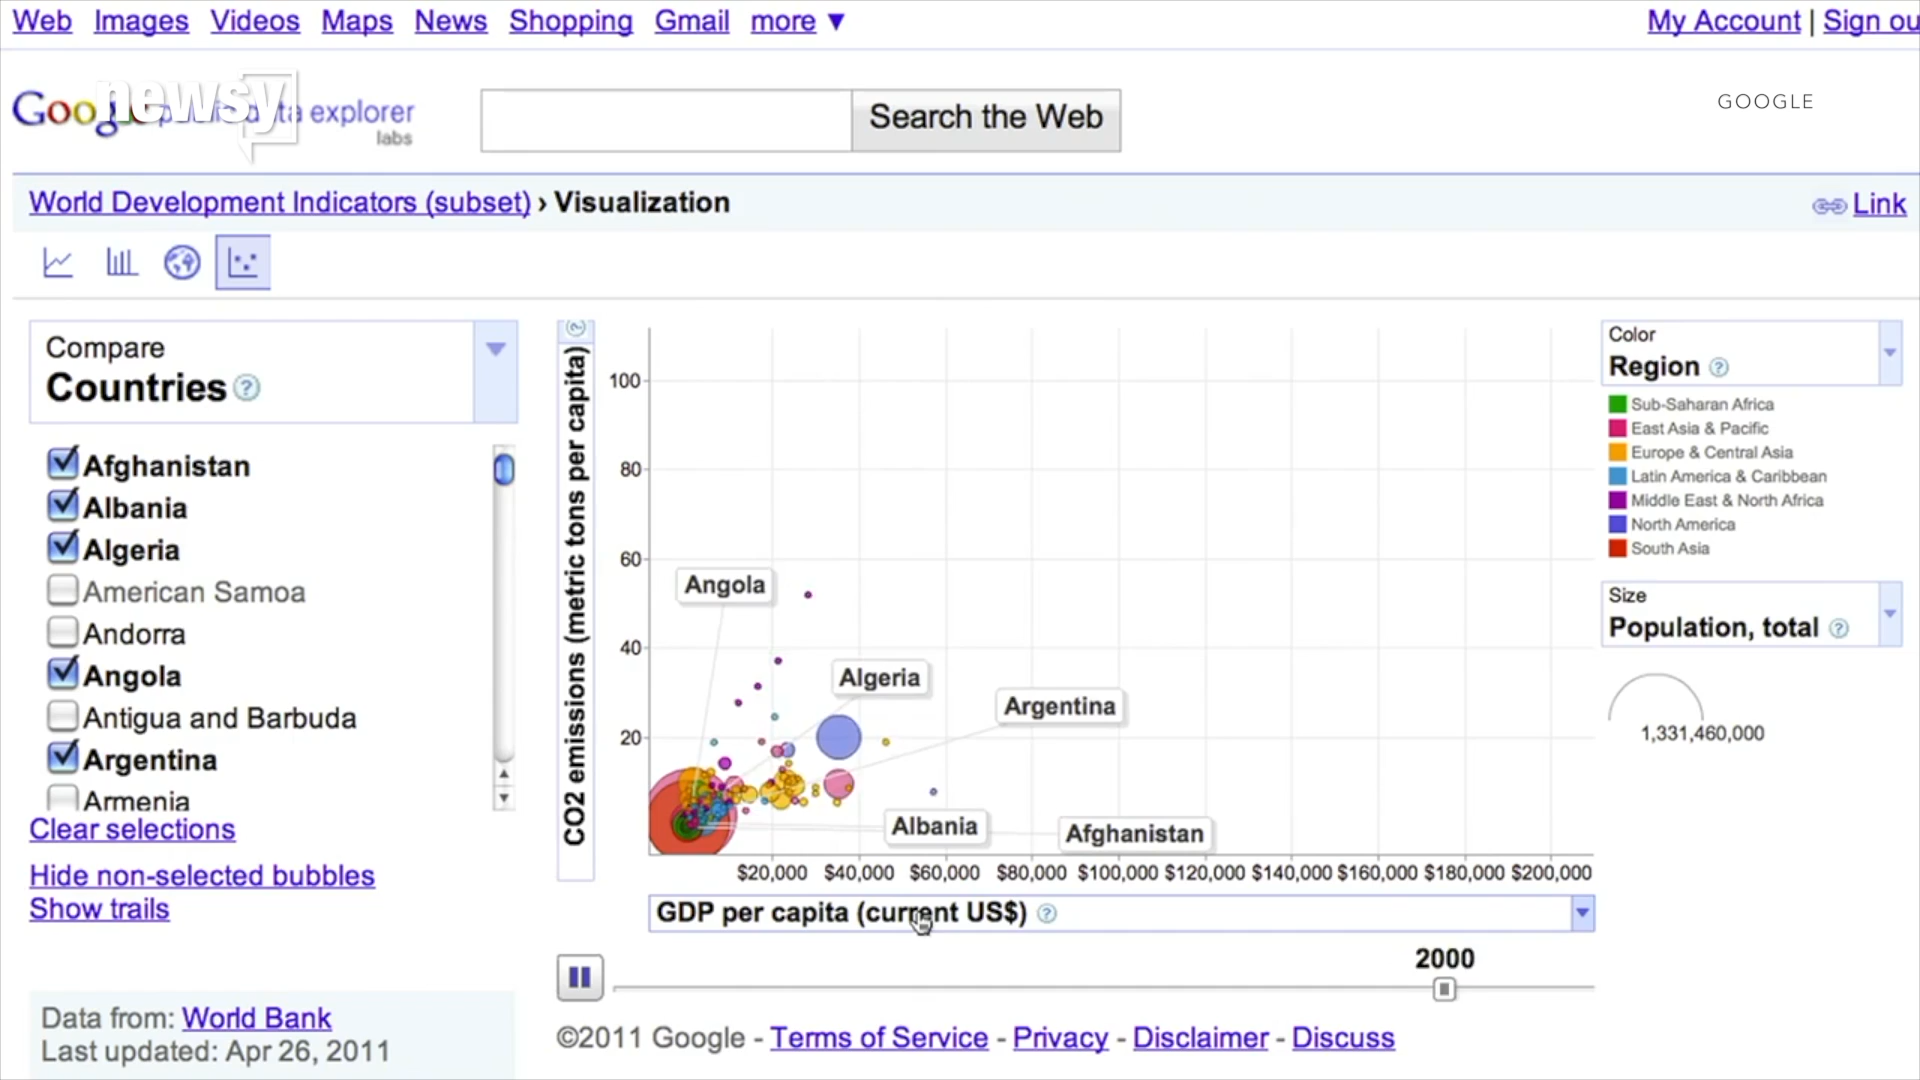 Web Images Videos Maps News Shopping Gmail more ▼
My Account | Sign ou
Google
newsy
data explorer
labs
Search the Web
GOOGLE
World Development Indicators (subset) › Visualization
Link
Compare
Countries ?
Afghanistan
Albania
Algeria
American Samoa
Andorra
Angola
Antigua and Barbuda
Argentina
Armenia
Clear selections
Hide non-selected bubbles
Show trails
Data from: World Bank
Last updated: Apr 26, 2011
CO2 emissions (metric tons per capita) ?
100
80
60
40
20
Angola
Algeria
Argentina
Albania
Afghanistan
$20,000 $40,000 $60,000 $80,000 $100,000 $120,000 $140,000 $160,000 $180,000 $200,000
GDP per capita (current US$) ?
2000
©2011 Google - Terms of Service - Privacy - Disclaimer - Discuss
Color
Region ?
Sub-Saharan Africa
East Asia & Pacific
Europe & Central Asia
Latin America & Caribbean
Middle East & North Africa
North America
South Asia
Size
Population, total ?
1,331,460,000